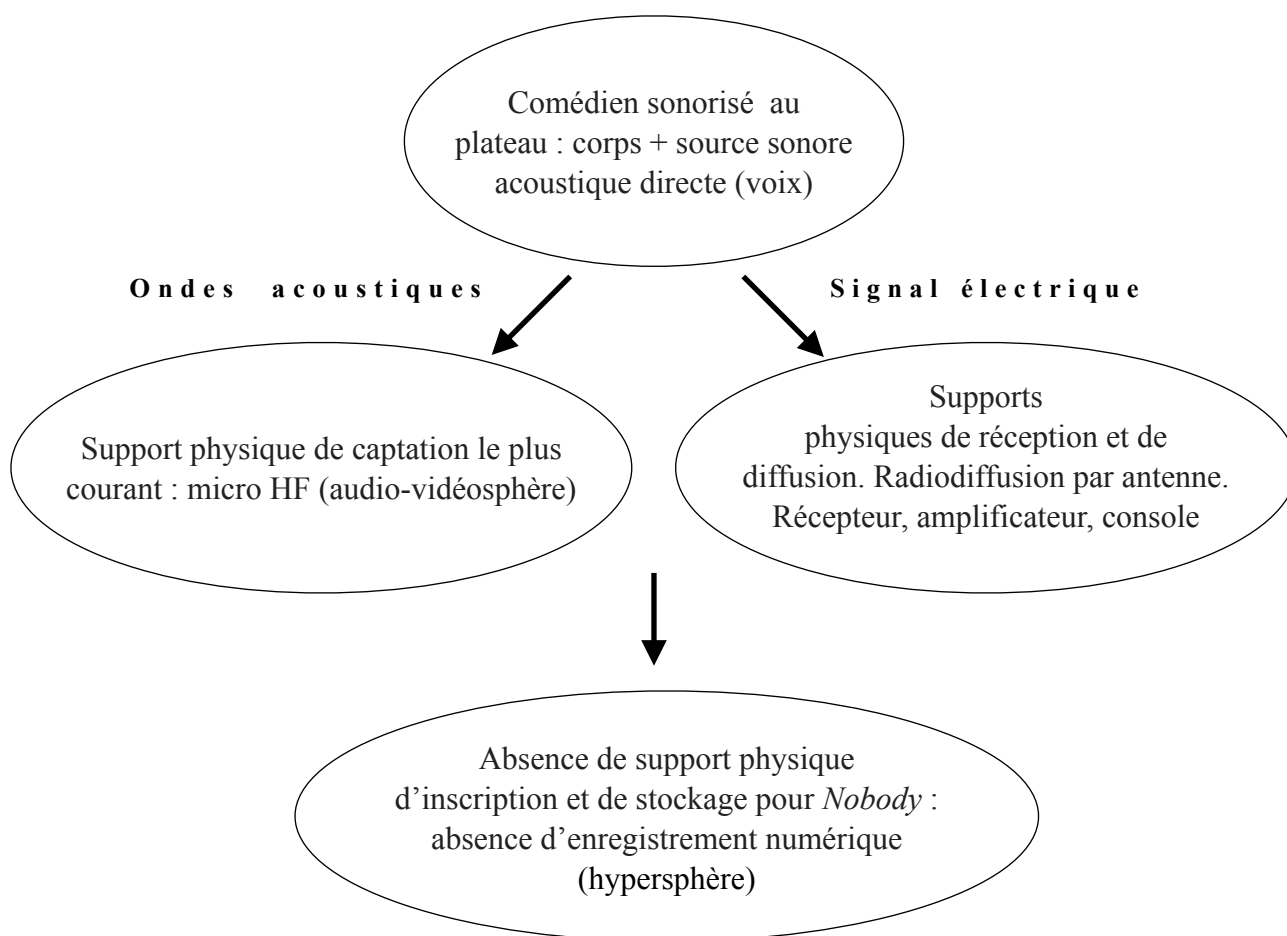 Comédien sonorisé au
plateau : corps + source sonore
acoustique directe (voix)
Ondes acoustiques
Signal électrique
Support physique de captation le plus
courant : micro HF (audio-vidéosphère)
Supports
physiques de réception et de
diffusion. Radiodiffusion par antenne.
Récepteur, amplificateur, console
Absence de support physique
d’inscription et de stockage pour Nobody :
absence d’enregistrement numérique
(hypersphère)